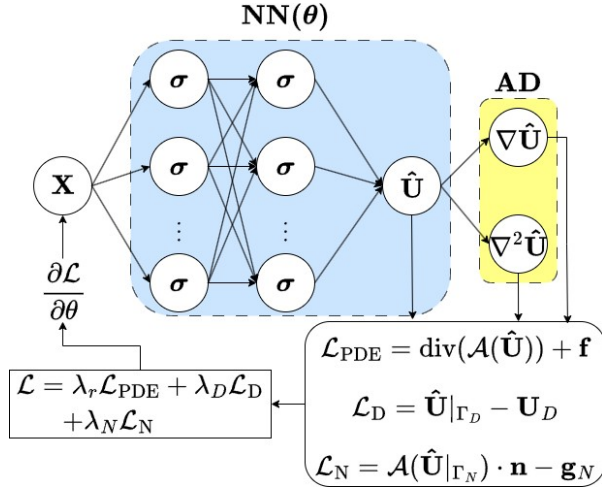 NN(θ)
AD
σ σ
σ σ
X
Û
∇Û
∇²Û
⋮ ⋮
σ σ
∂ℒ/∂θ
ℒ_PDE = div(𝒜(Û)) + f
ℒ_D = Û|_{Γ_D} − U_D
ℒ_N = 𝒜(Û|_{Γ_N}) · n − g_N
ℒ = λ_r ℒ_PDE + λ_D ℒ_D
+λ_N ℒ_N